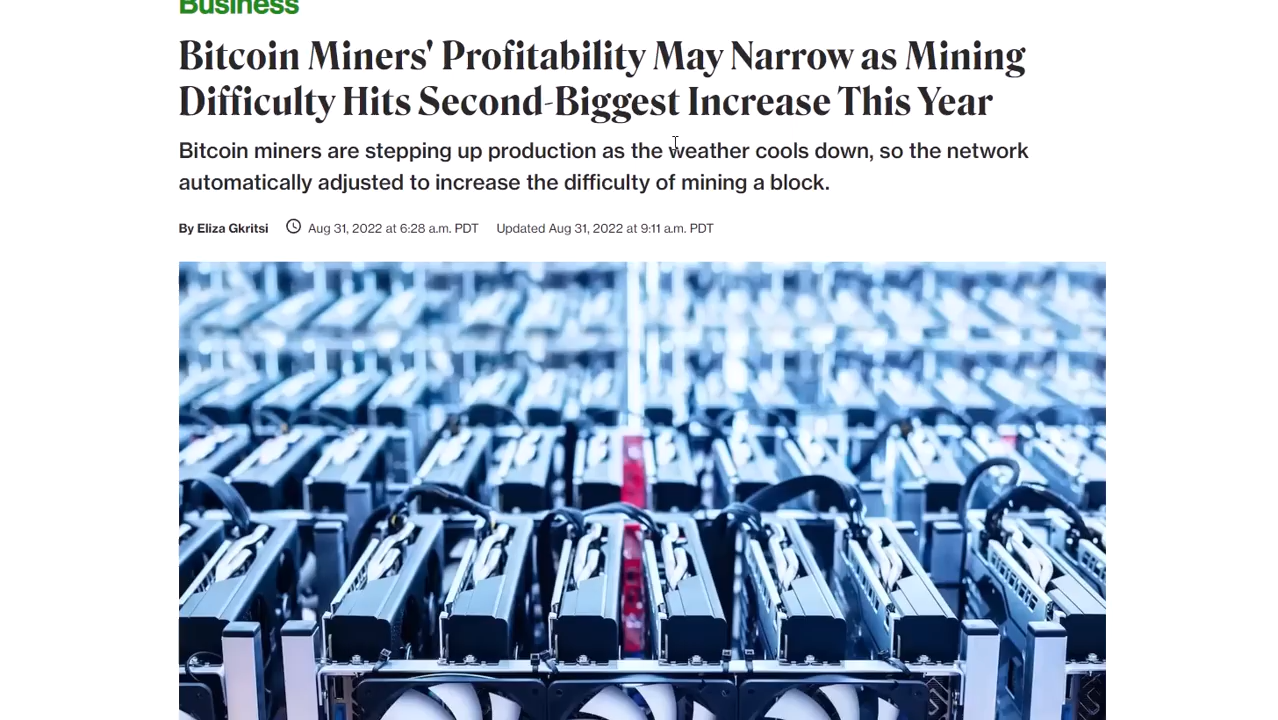 Business
Bitcoin Miners' Profitability May Narrow as Mining
Difficulty Hits Second-Biggest Increase This Year
Bitcoin miners are stepping up production as the weather cools down, so the network
automatically adjusted to increase the difficulty of mining a block.
By Eliza Gkritsi Aug 31, 2022 at 6:28 a.m. PDT Updated Aug 31, 2022 at 9:11 a.m. PDT